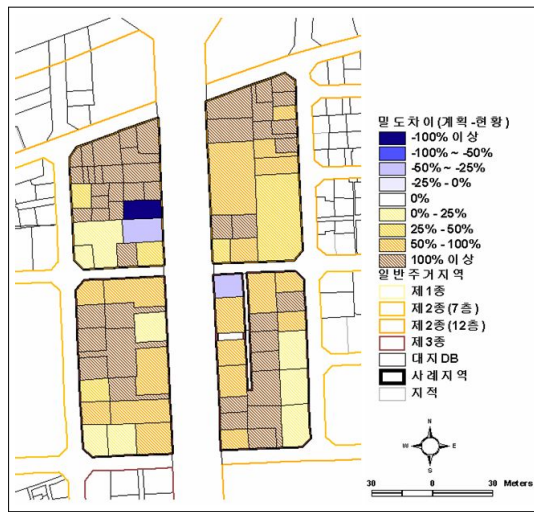 밀도차이(계획-현황)
-100% 이상
-100% ~ -50%
-50% ~ -25%
-25% - 0%
0%
0% - 25%
25% - 50%
50% - 100%
100% 이상
일반주거지역
제1종
제2종(7층)
제2종(12층)
제3종
대지DB
사례지역
지적
N
W E
S
30 0 30 Meters